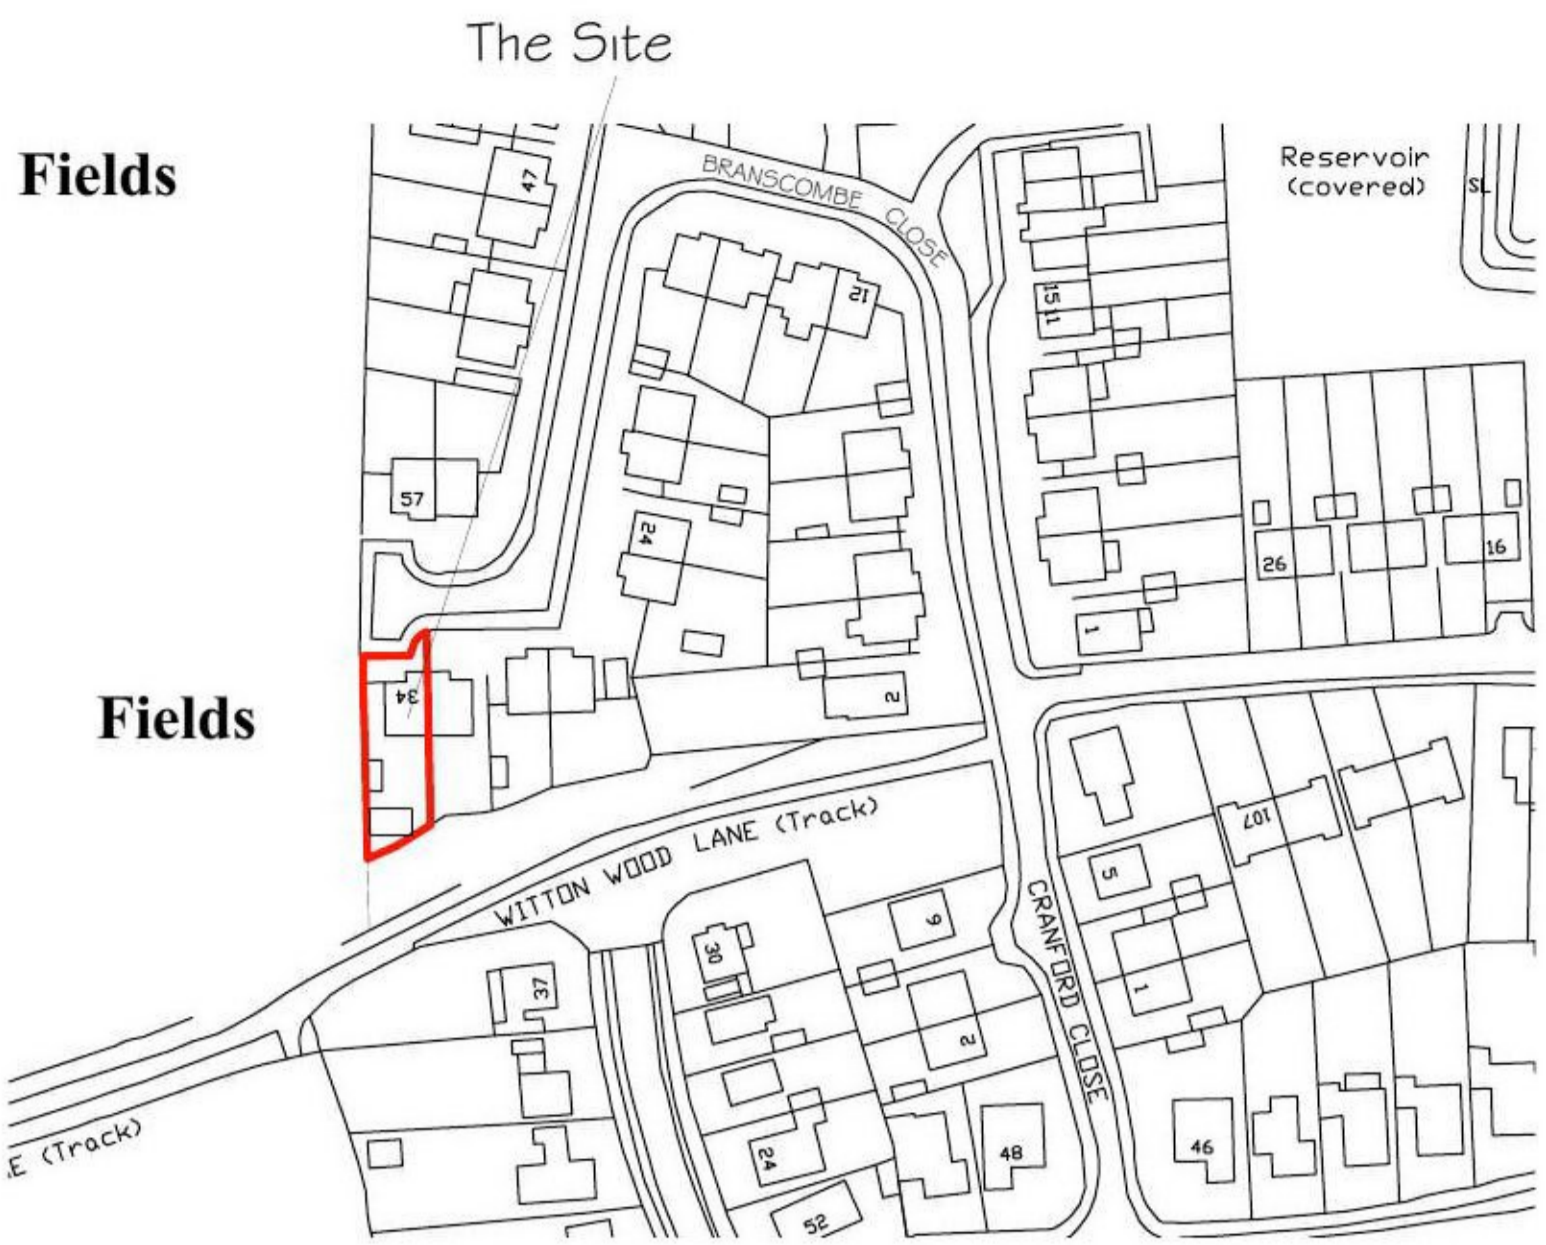 The Site
Fields
47
BRANSCOMBE CLOSE
Reservoir
(covered)
SL
12
15
11
57
24
26
16
1
34
Fields
2
107
5
WITTON WOOD LANE (Track)
CRANFORD CLOSE
30
9
37
1
2
E (Track)
24
48
46
52